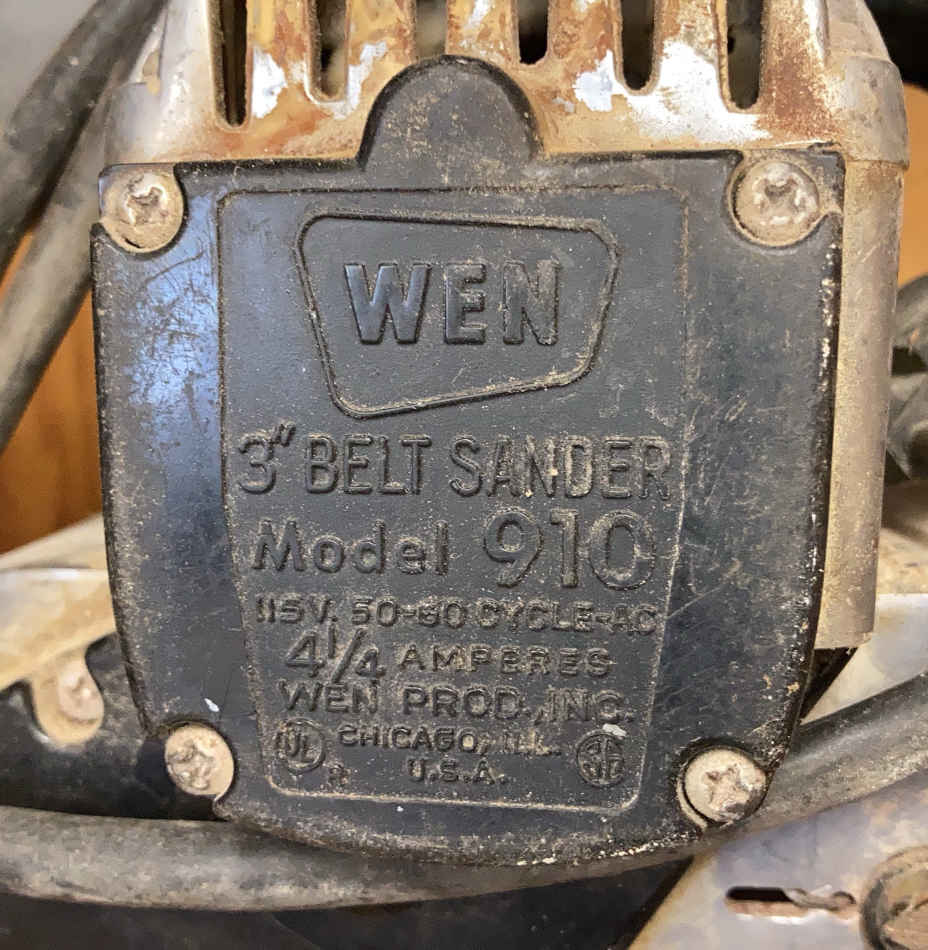 WEN
3" BELT SANDER
Model 910
115V. 50-60 CYCLE-AC
4 1/4 AMPERES
WEN PROD., INC.
UL CHICAGO, ILL.
U.S.A.